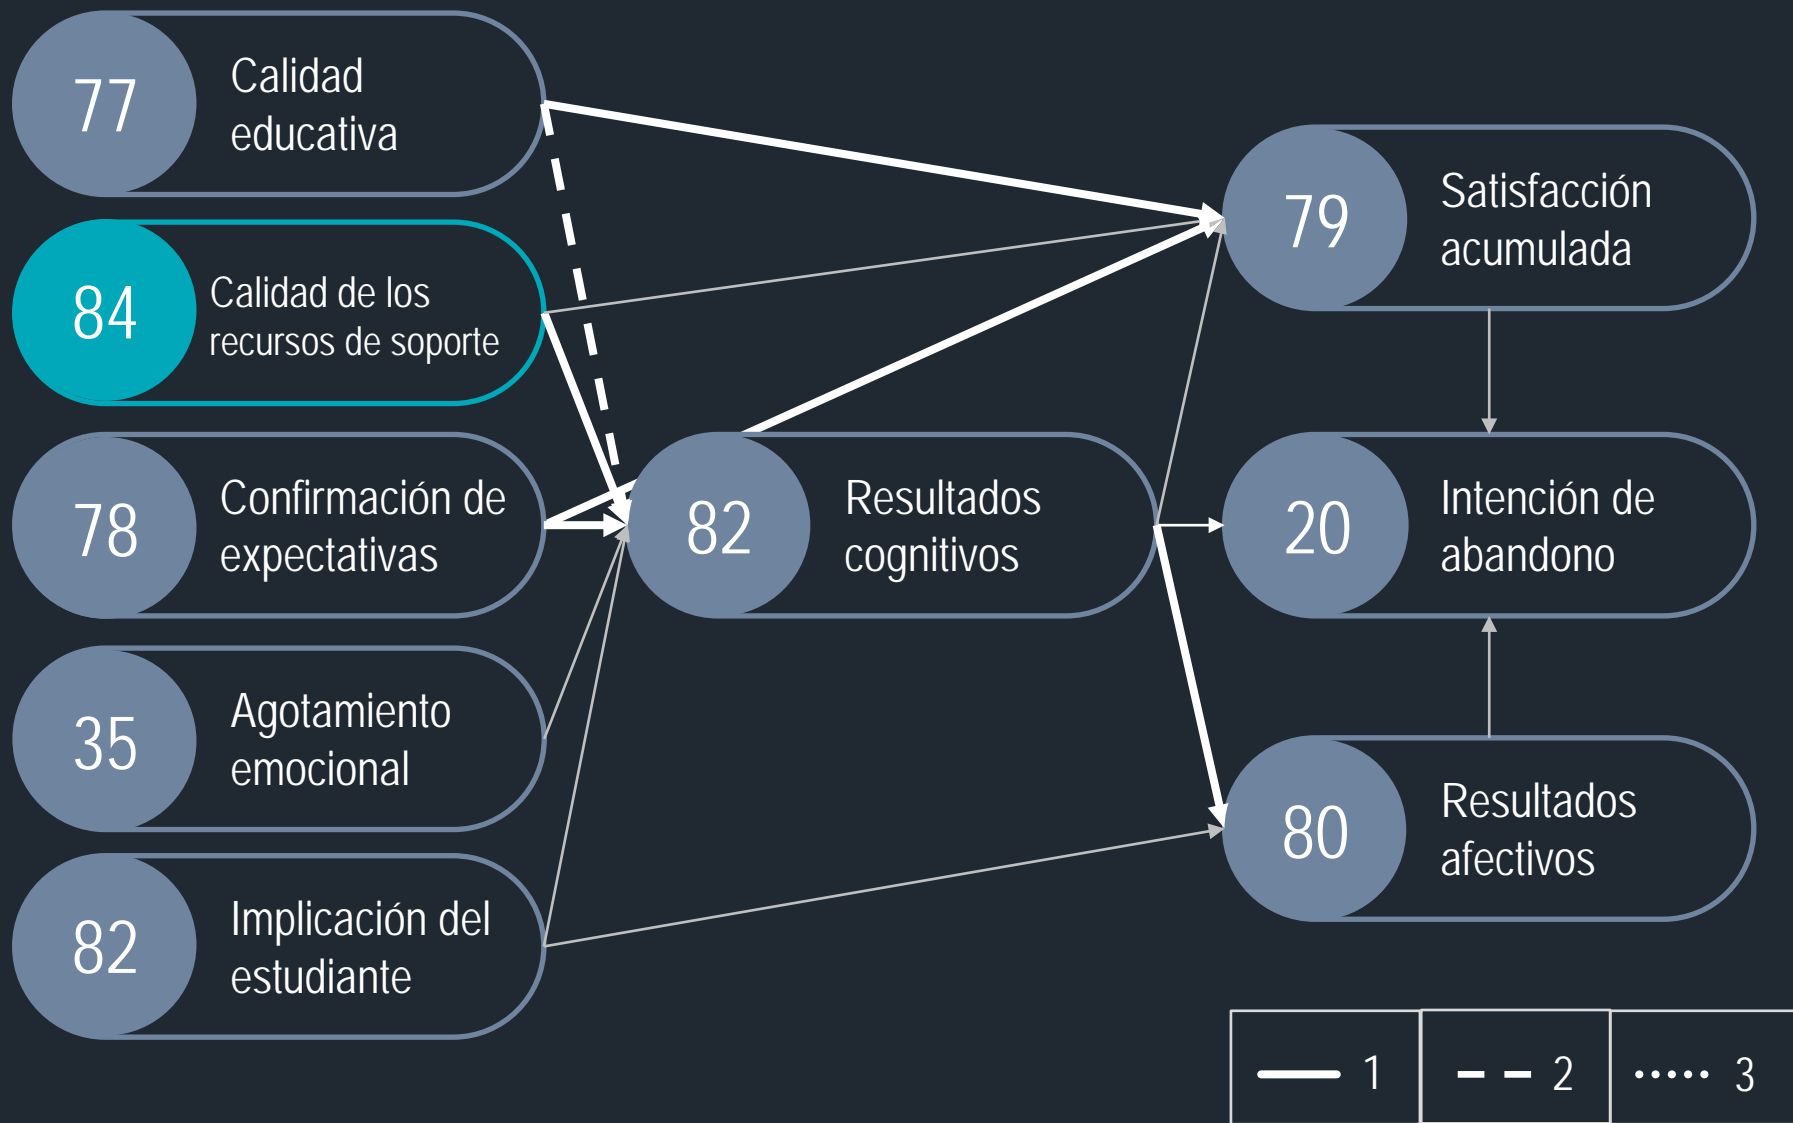 77
Calidad
educativa
84
Calidad de los
recursos de soporte
78
Confirmación de
expectativas
35
Agotamiento
emocional
82
Implicación del
estudiante
82
Resultados
cognitivos
79
Satisfacción
acumulada
20
Intención de
abandono
80
Resultados
afectivos
1
2
3